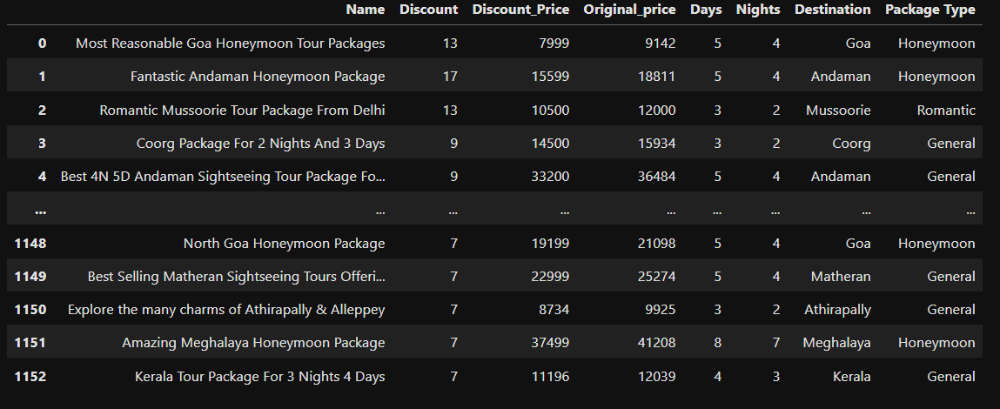 Name Discount Discount_Price Original_price Days Nights Destination Package Type
0 Most Reasonable Goa Honeymoon Tour Packages 13 7999 9142 5 4 Goa Honeymoon
1 Fantastic Andaman Honeymoon Package 17 15599 18811 5 4 Andaman Honeymoon
2 Romantic Mussoorie Tour Package From Delhi 13 10500 12000 3 2 Mussoorie Romantic
3 Coorg Package For 2 Nights And 3 Days 9 14500 15934 3 2 Coorg General
4 Best 4N 5D Andaman Sightseeing Tour Package Fo... 9 33200 36484 5 4 Andaman General
... ... ... ... ... ... ... ... ...
1148 North Goa Honeymoon Package 7 19199 21098 5 4 Goa Honeymoon
1149 Best Selling Matheran Sightseeing Tours Offeri... 7 22999 25274 5 4 Matheran General
1150 Explore the many charms of Athirapally & Alleppey 7 8734 9925 3 2 Athirapally General
1151 Amazing Meghalaya Honeymoon Package 7 37499 41208 8 7 Meghalaya Honeymoon
1152 Kerala Tour Package For 3 Nights 4 Days 7 11196 12039 4 3 Kerala General